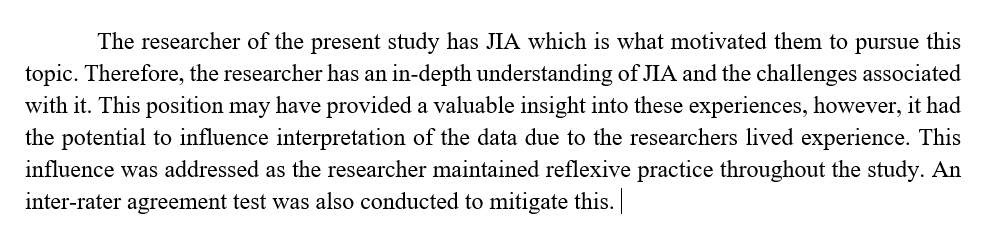 The researcher of the present study has JIA which is what motivated them to pursue this
topic. Therefore, the researcher has an in-depth understanding of JIA and the challenges associated
with it. This position may have provided a valuable insight into these experiences, however, it had
the potential to influence interpretation of the data due to the researchers lived experience. This
influence was addressed as the researcher maintained reflexive practice throughout the study. An
inter-rater agreement test was also conducted to mitigate this.